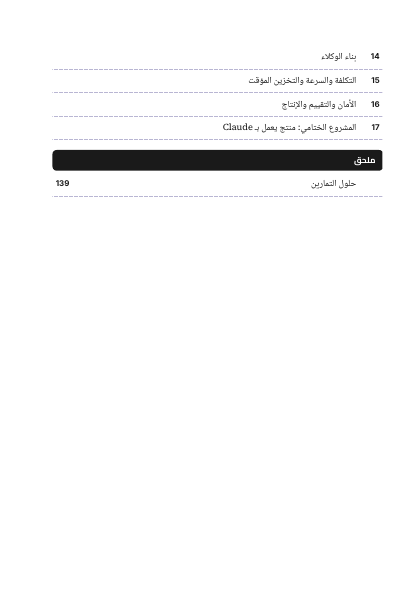 14 بناء الوكلاء
15 التكلفة والسرعة والتخزين المؤقت
16 الأمان والتقييم والإنتاج
17 المشروع الختامي: منتج يعمل بـ Claude
ملحق
حلول التمارين 139